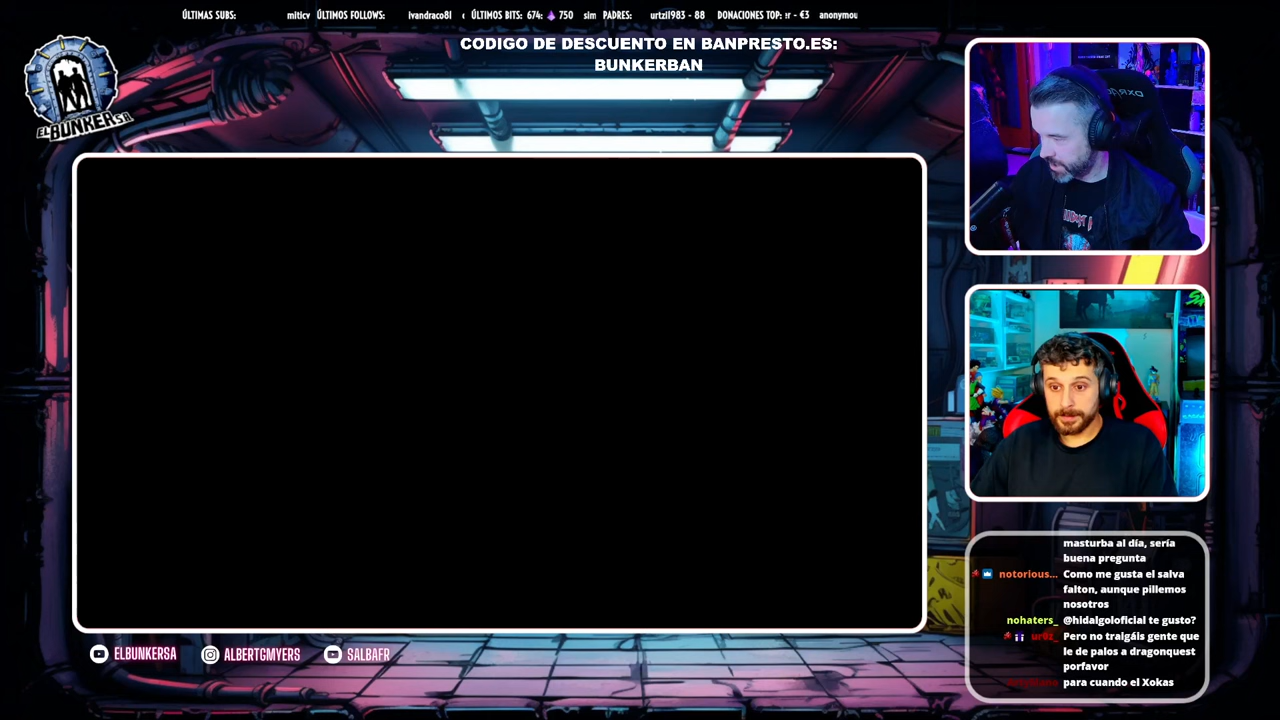 ÚLTIMAS SUBS: miticv ÚLTIMOS FOLLOWS: lvandraco81 ÚLTIMOS BITS: 674: 750 sim PADRES: urtzi1983 - 88 DONACIONES TOP: - €3 anonymou
CODIGO DE DESCUENTO EN BANPRESTO.ES:
BUNKERBAN
EL BUNKER S.A
masturba al día, sería
buena pregunta
notorious... Como me gusta el salva
falton, aunque pillemos
nosotros
nohaters_ @hidalgoloficial te gusto?
Pero no traigáis gente que
le de palos a dragonquest
porfavor
para cuando el Xokas
ELBUNKERSA ALBERTGMYERS SALBAFR